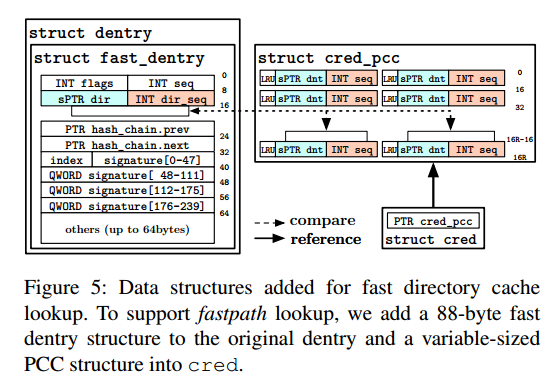 struct dentry
struct fast_dentry
INT flags INT seq
sPTR dir INT dir_seq
PTR hash_chain.prev
PTR hash_chain.next
index signature[0-47]
QWORD signature[ 48-111]
QWORD signature[112-175]
QWORD signature[176-239]
others (up to 64bytes)
0
8
16
24
32
40
48
56
64
struct cred_pcc
LRU sPTR dnt INT seq LRU sPTR dnt INT seq
LRU sPTR dnt INT seq LRU sPTR dnt INT seq
LRU sPTR dnt INT seq LRU sPTR dnt INT seq
0
16
32
16R-16
16R
PTR cred_pcc
struct cred
compare
reference
Figure 5: Data structures added for fast directory cache
lookup. To support fastpath lookup, we add a 88-byte fast
dentry structure to the original dentry and a variable-sized
PCC structure into cred.